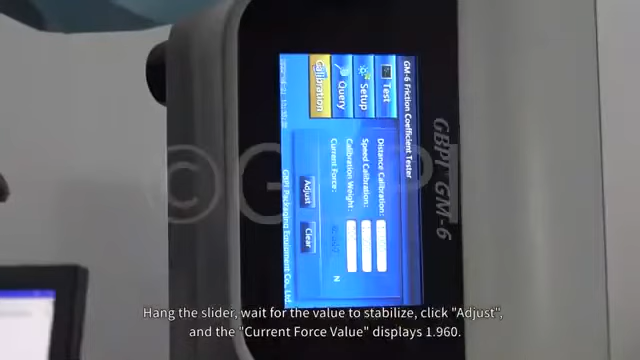 GBPI GM-6
GM-6 Friction Coefficient Tester
Test
Setup
Query
Calibration
Distance Calibration:
Speed Calibration:
Calibration Weight:
Current Force:
N
Adjust
Clear
GBPI Packaging Equipment Co., Ltd.
© GBPI
Hang the slider, wait for the value to stabilize, click "Adjust",
and the "Current Force Value" displays 1.960.